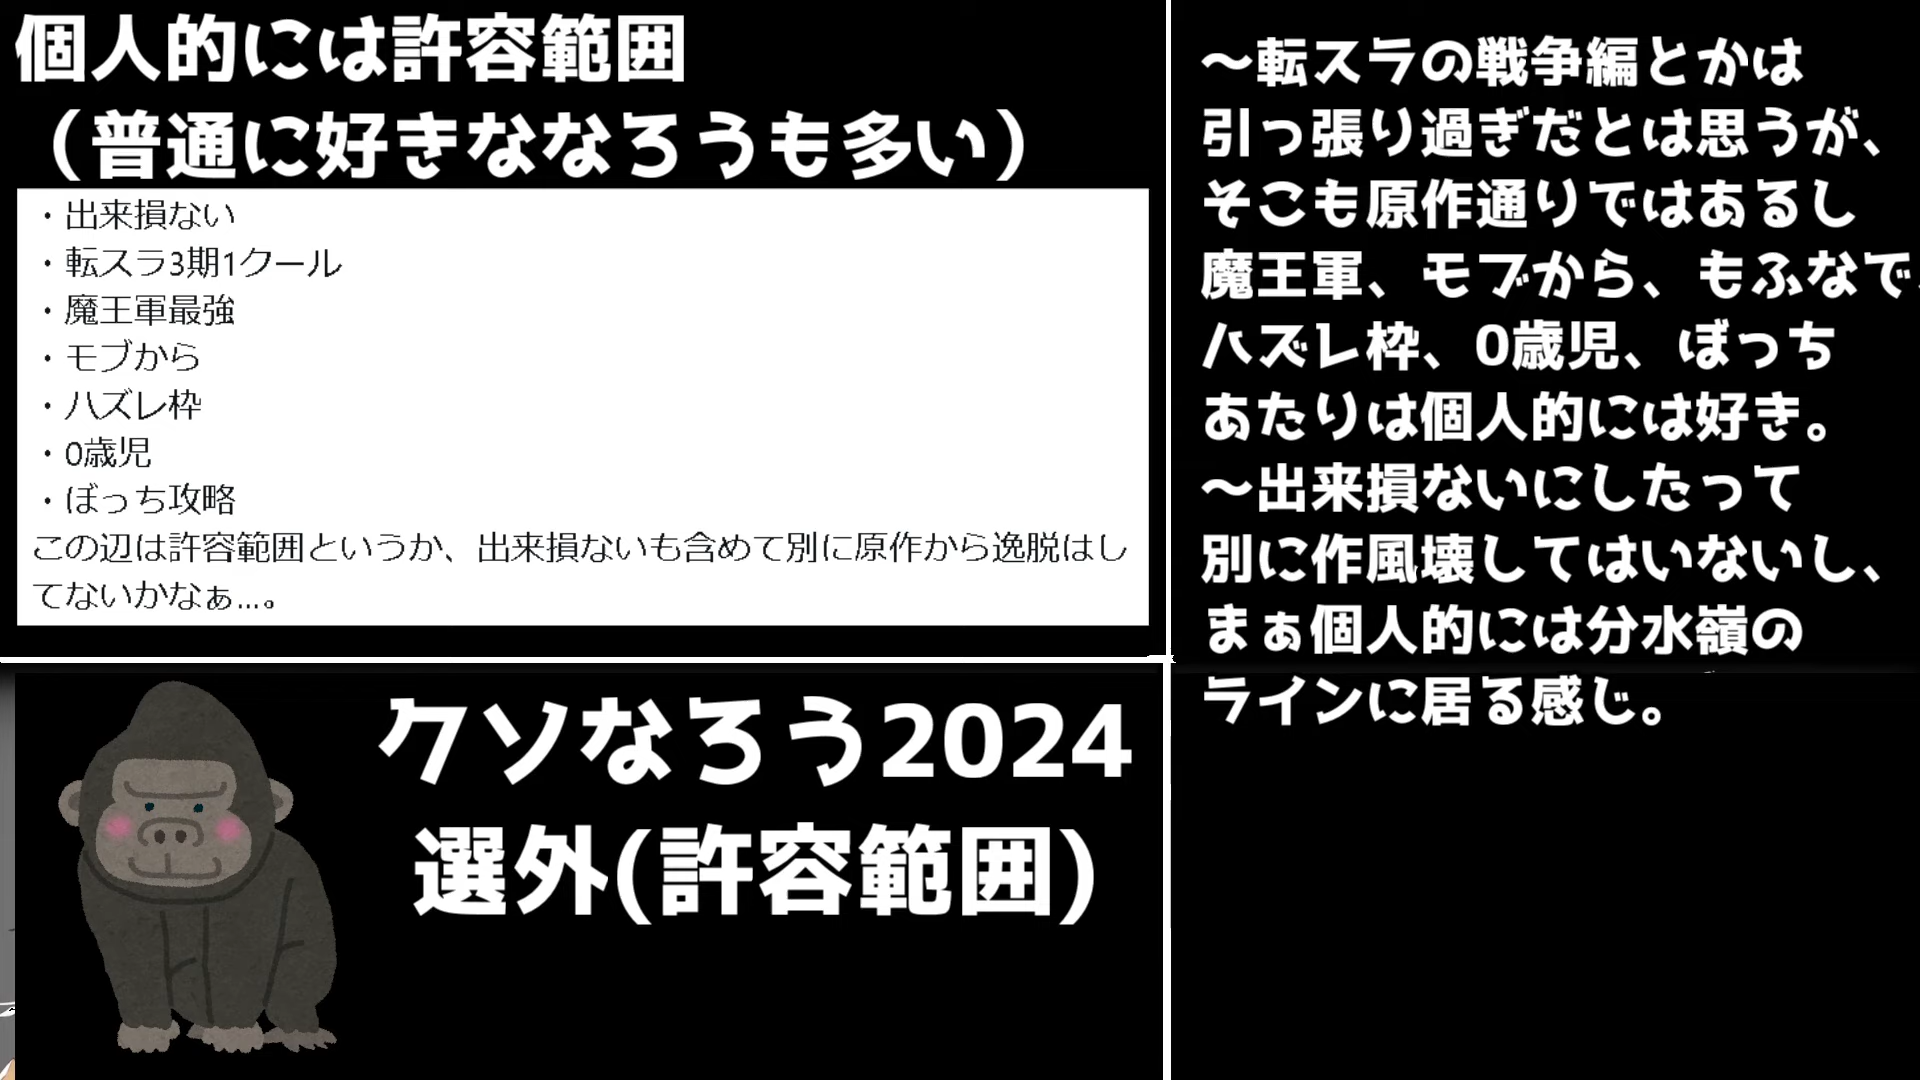 個人的には許容範囲
（普通に好きななろうも多い）
・出来損ない
・転スラ3期1クール
・魔王軍最強
・モブから
・ハズレ枠
・0歳児
・ぼっち攻略
この辺は許容範囲というか、出来損ないも含めて別に原作から逸脱はし
てないかなぁ…。
クソなろう2024
選外(許容範囲)
～転スラの戦争編とかは
引っ張り過ぎだとは思うが、
そこも原作通りではあるし
魔王軍、モブから、もふなで、
ハズレ枠、0歳児、ぼっち
あたりは個人的には好き。
～出来損ないにしたって
別に作風壊してはいないし、
まぁ個人的には分水嶺の
ラインに居る感じ。